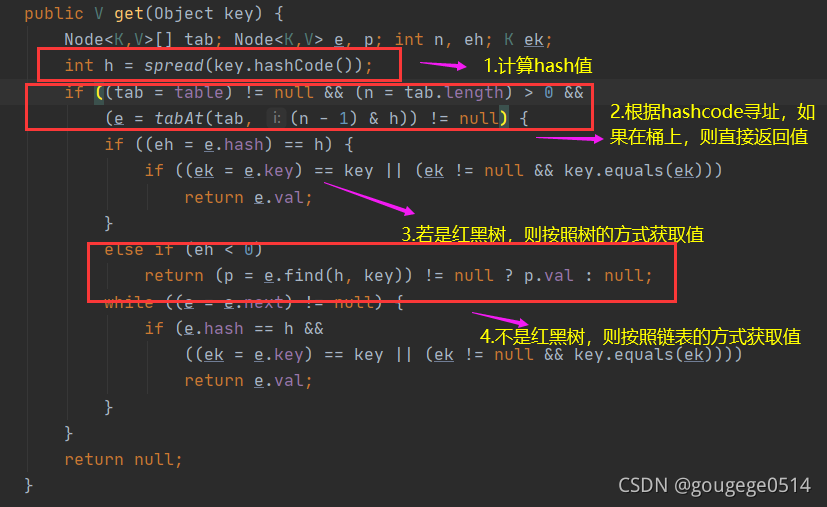 public V get(Object key) {
Node<K,V>[] tab; Node<K,V> e, p; int n, eh; K ek;
int h = spread(key.hashCode());
1.计算hash值
if ((tab = table) != null && (n = tab.length) > 0 &&
(e = tabAt(tab, i: (n - 1) & h)) != null) {
2.根据hashcode寻址，如
果在桶上，则直接返回值
if ((eh = e.hash) == h) {
if ((ek = e.key) == key || (ek != null && key.equals(ek)))
return e.val;
}
3.若是红黑树，则按照树的方式获取值
else if (eh < 0)
return (p = e.find(h, key)) != null ? p.val : null;
while ((e = e.next) != null) {
4.不是红黑树，则按照链表的方式获取值
if (e.hash == h &&
((ek = e.key) == key || (ek != null && key.equals(ek))))
return e.val;
}
}
return null;
}
CSDN @gougege0514